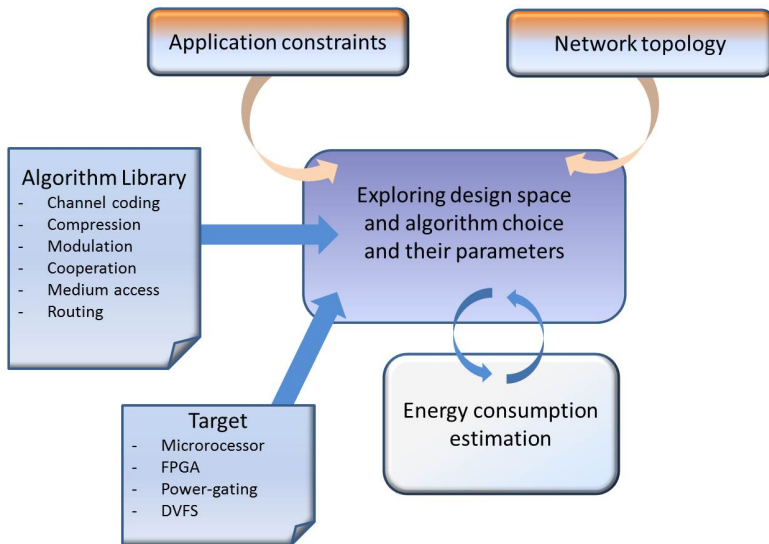 Application constraints
Network topology
Algorithm Library
- Channel coding
- Compression
- Modulation
- Cooperation
- Medium access
- Routing
Exploring design space
and algorithm choice
and their parameters
Target
- Microrocessor
- FPGA
- Power-gating
- DVFS
Energy consumption
estimation